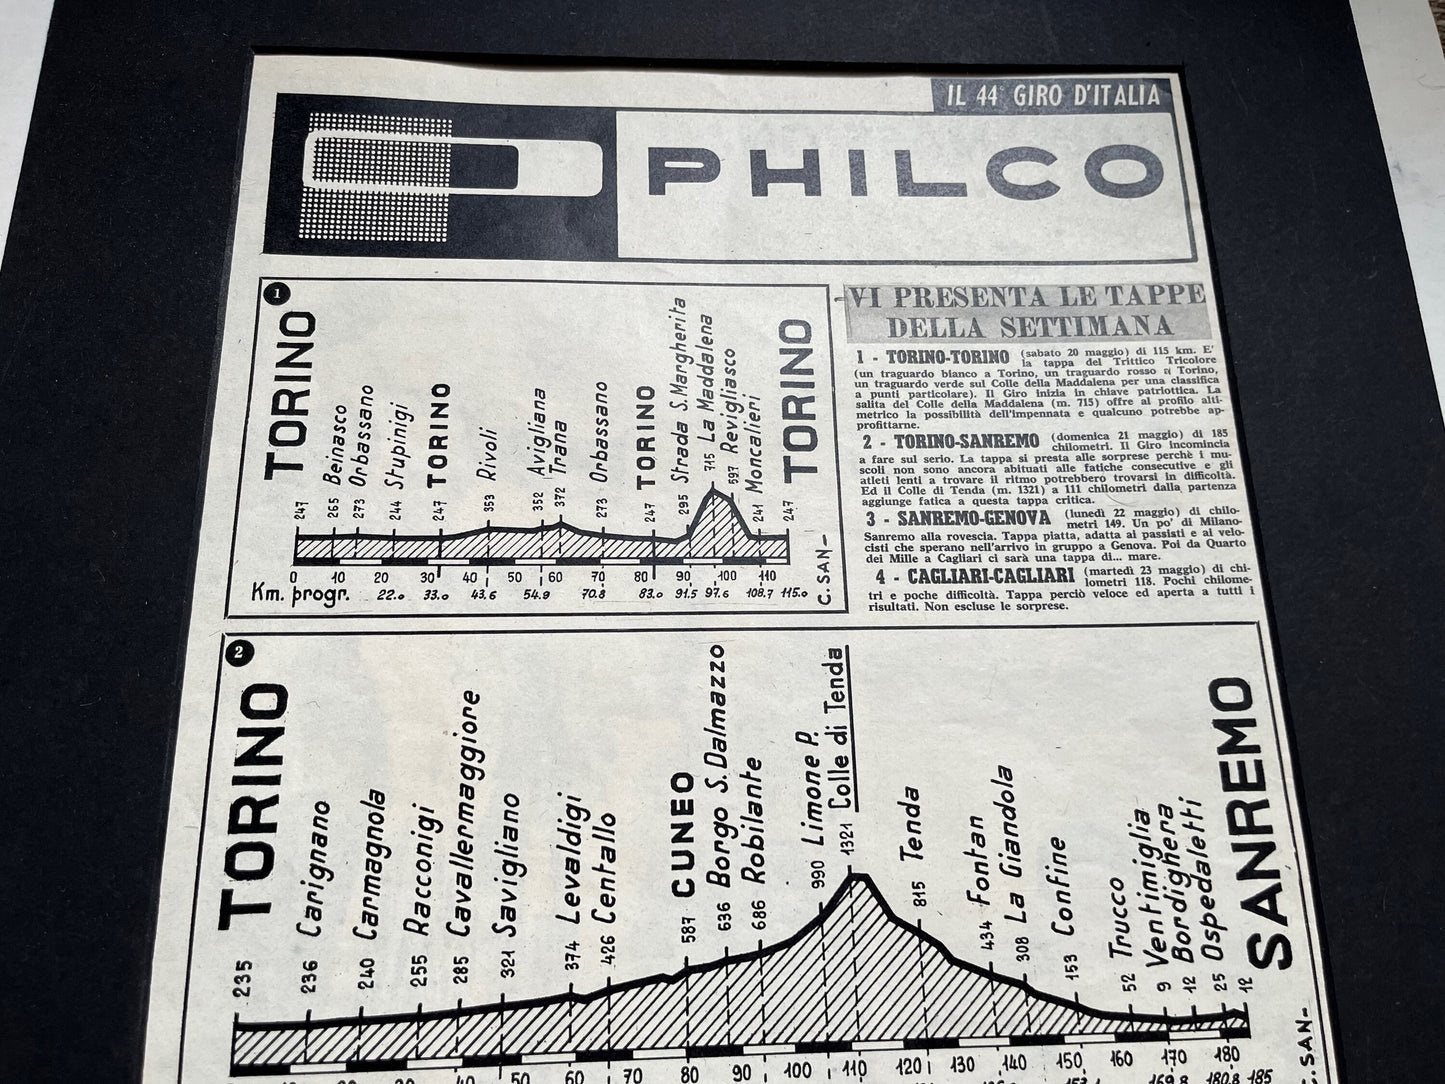 IL 44° GIRO D'ITALIA
PHILCO
1
TORINO
Beinasco
Orbassano
Stupinigi
TORINO
Rivoli
Avigliana
Trana
Orbassano
TORINO
Strada S. Margherita
715 La Maddalena
597 Revigliasco
Moncalieri
TORINO
247 265 273 244 247 353 352 372 273 247 295 241 247
0 10 20 30 40 50 60 70 80 90 100 110
Km. progr. 22.0 33.0 43.6 54.9 70.8 83.0 91.5 97.6 108.7 115.0
C. SAN-
VI PRESENTA LE TAPPE
DELLA SETTIMANA
1 - TORINO-TORINO (sabato 20 maggio) di 115 km. E'
la tappa del Trittico Tricolore
(un traguardo bianco a Torino, un traguardo rosso a Torino,
un traguardo verde sul Colle della Maddalena per una classifica
a punti particolare). Il Giro inizia in chiave patriottica. La
salita del Colle della Maddalena (m. 715) offre al profilo alti-
metrico la possibilità dell'impennata e qualcuno potrebbe ap-
profittarne.
2 - TORINO-SANREMO (domenica 21 maggio) di 185
chilometri. Il Giro incomincia
a fare sul serio. La tappa si presta alle sorprese perchè i mu-
scoli non sono ancora abituati alle fatiche consecutive e gli
atleti lenti a trovare il ritmo potrebbero trovarsi in difficoltà.
Ed il Colle di Tenda (m. 1321) a 111 chilometri dalla partenza
aggiunge fatica a questa tappa critica.
3 - SANREMO-GENOVA (lunedì 22 maggio) di chilo-
metri 149. Un po' di Milano-
Sanremo alla rovescia. Tappa piatta, adatta ai passisti e ai velo-
cisti che sperano nell'arrivo in gruppo a Genova. Poi da Quarto
dei Mille a Cagliari ci sarà una tappa di... mare.
4 - CAGLIARI-CAGLIARI (martedì 23 maggio) di chi-
lometri 118. Pochi chilome-
tri e poche difficoltà. Tappa perciò veloce ed aperta a tutti i
risultati. Non escluse le sorprese.
2
TORINO
Carignano
Carmagnola
Racconigi
Cavallermaggiore
Savigliano
Levaldigi
Centallo
CUNEO
Borgo S. Dalmazzo
Robilante
Limone P.
Colle di Tenda
Tenda
Fontan
La Giandola
Confine
Trucco
Ventimiglia
Bordighera
Ospedaletti
SANREMO
235 236 240 255 285 321 374 426 587 636 686 990 1321 815 434 308 153 52 9 12 25 12
50 70 80 90 100 110 120 130 140 150 160 170 180
169.8 180.8 185
C. SAN-